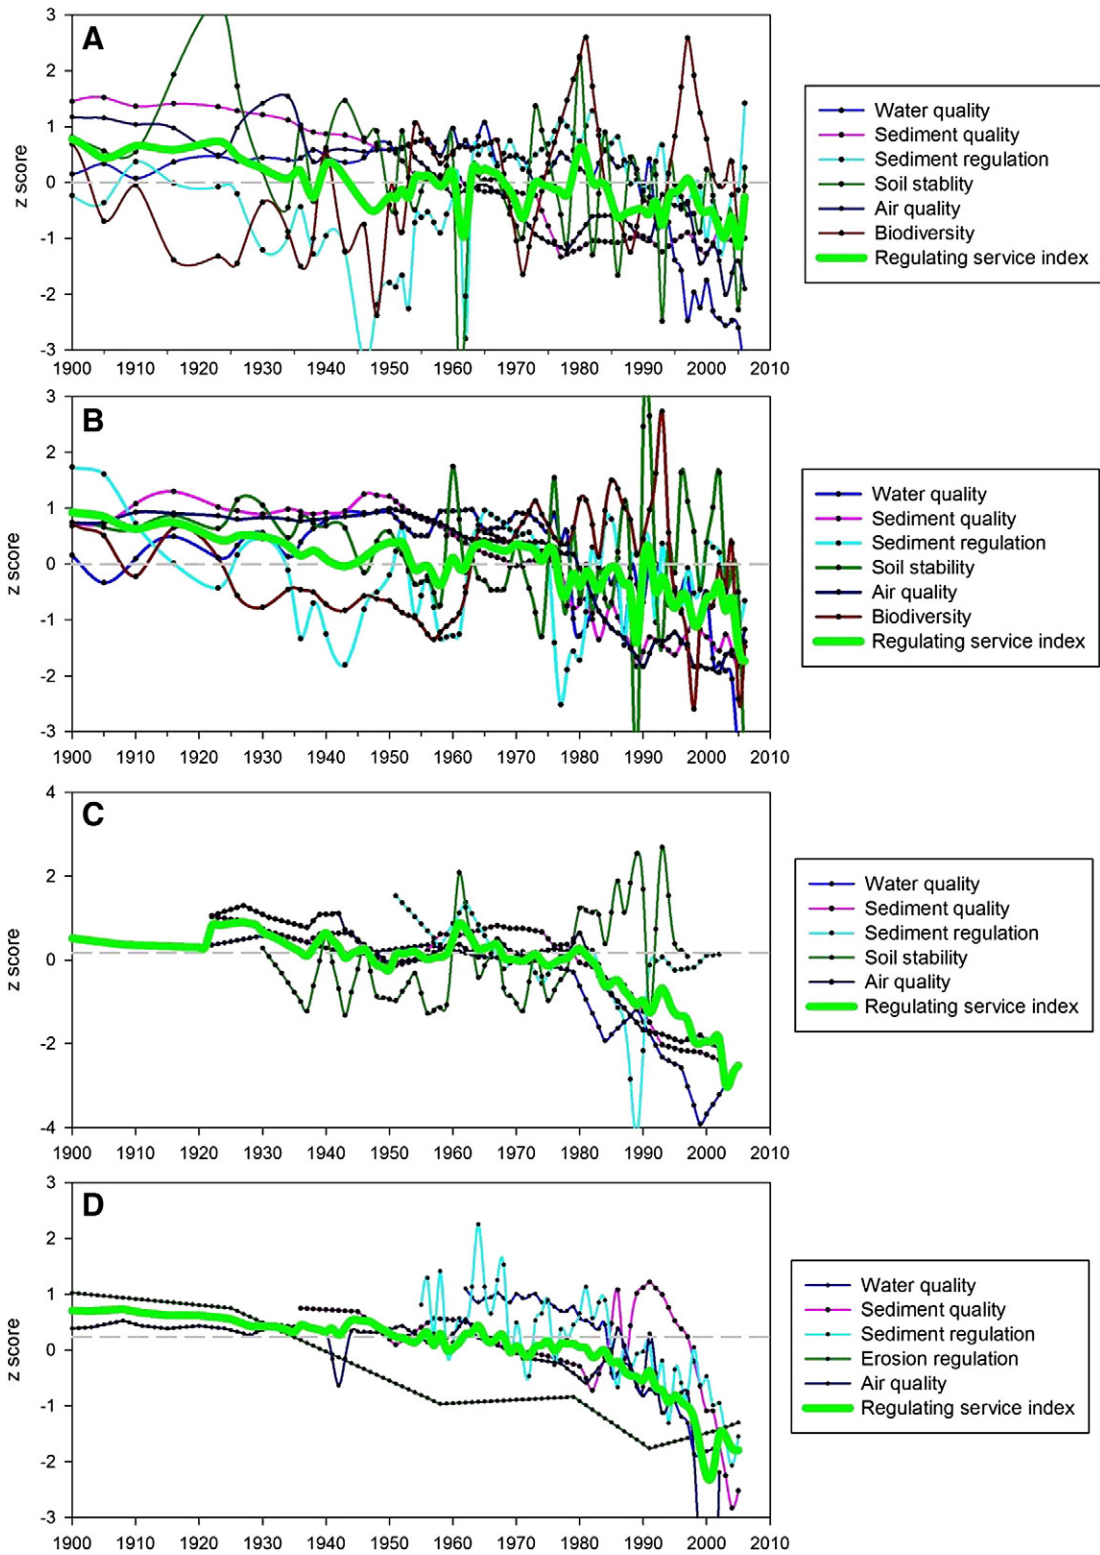 A
z score
3
2
1
0
-1
-2
-3
1900 1910 1920 1930 1940 1950 1960 1970 1980 1990 2000 2010
Water quality
Sediment quality
Sediment regulation
Soil stablity
Air quality
Biodiversity
Regulating service index
B
z score
3
2
1
0
-1
-2
-3
1900 1910 1920 1930 1940 1950 1960 1970 1980 1990 2000 2010
Water quality
Sediment quality
Sediment regulation
Soil stability
Air quality
Biodiversity
Regulating service index
C
z score
4
2
0
-2
-4
1900 1910 1920 1930 1940 1950 1960 1970 1980 1990 2000 2010
Water quality
Sediment quality
Sediment regulation
Soil stability
Air quality
Regulating service index
D
z score
3
2
1
0
-1
-2
-3
1900 1910 1920 1930 1940 1950 1960 1970 1980 1990 2000 2010
Water quality
Sediment quality
Sediment regulation
Erosion regulation
Air quality
Regulating service index